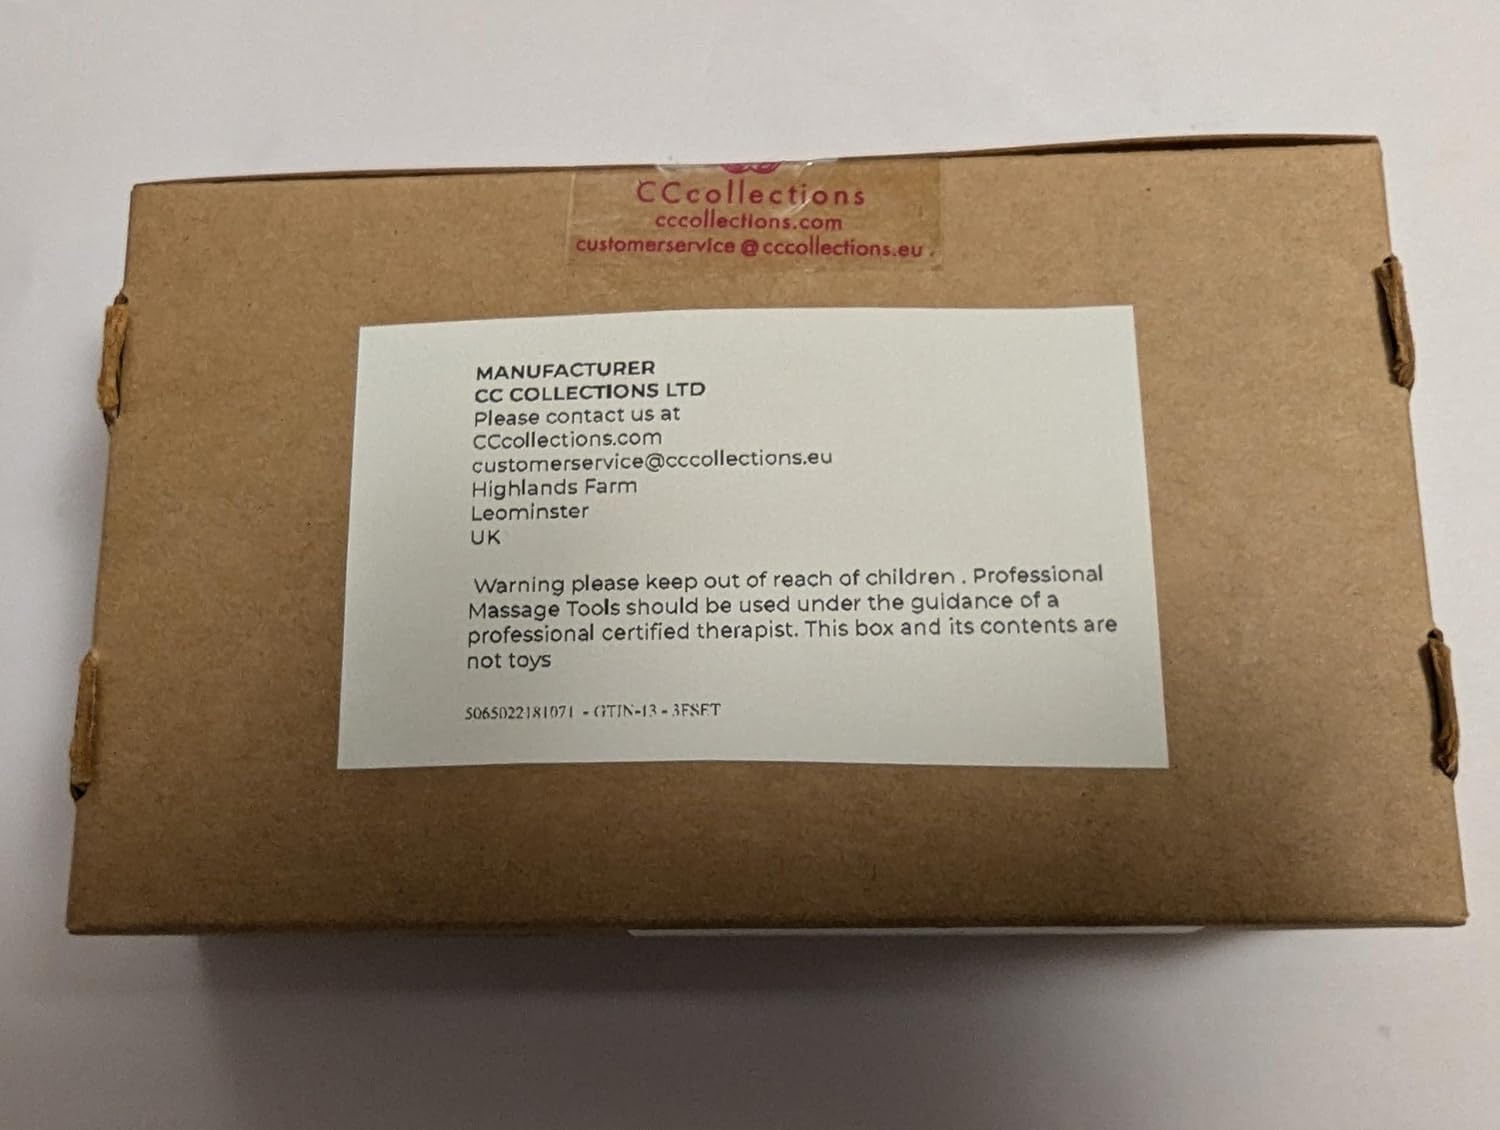 CCcollections
cccollections.com
customerservice@cccollections.eu.
MANUFACTURER
CC COLLECTIONS LTD
Please contact us at
CCcollections.com
customerservice@cccollections.eu
Highlands Farm
Leominster
UK
Warning please keep out of reach of children . Professional
Massage Tools should be used under the guidance of a
professional certified therapist. This box and its contents are
not toys
5065022181071 - GTIN-13 - 3FSET